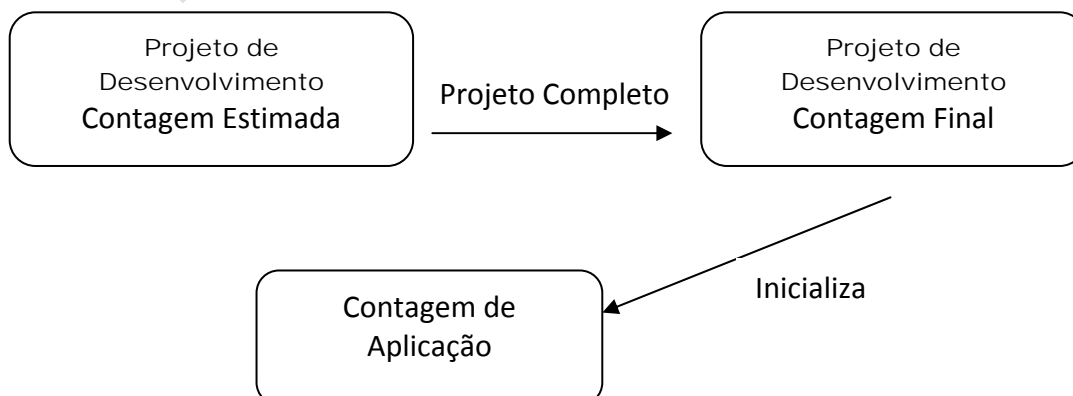 Projeto de
Desenvolvimento
Contagem Estimada
Projeto Completo
Projeto de
Desenvolvimento
Contagem Final
Inicializa
Contagem de
Aplicação